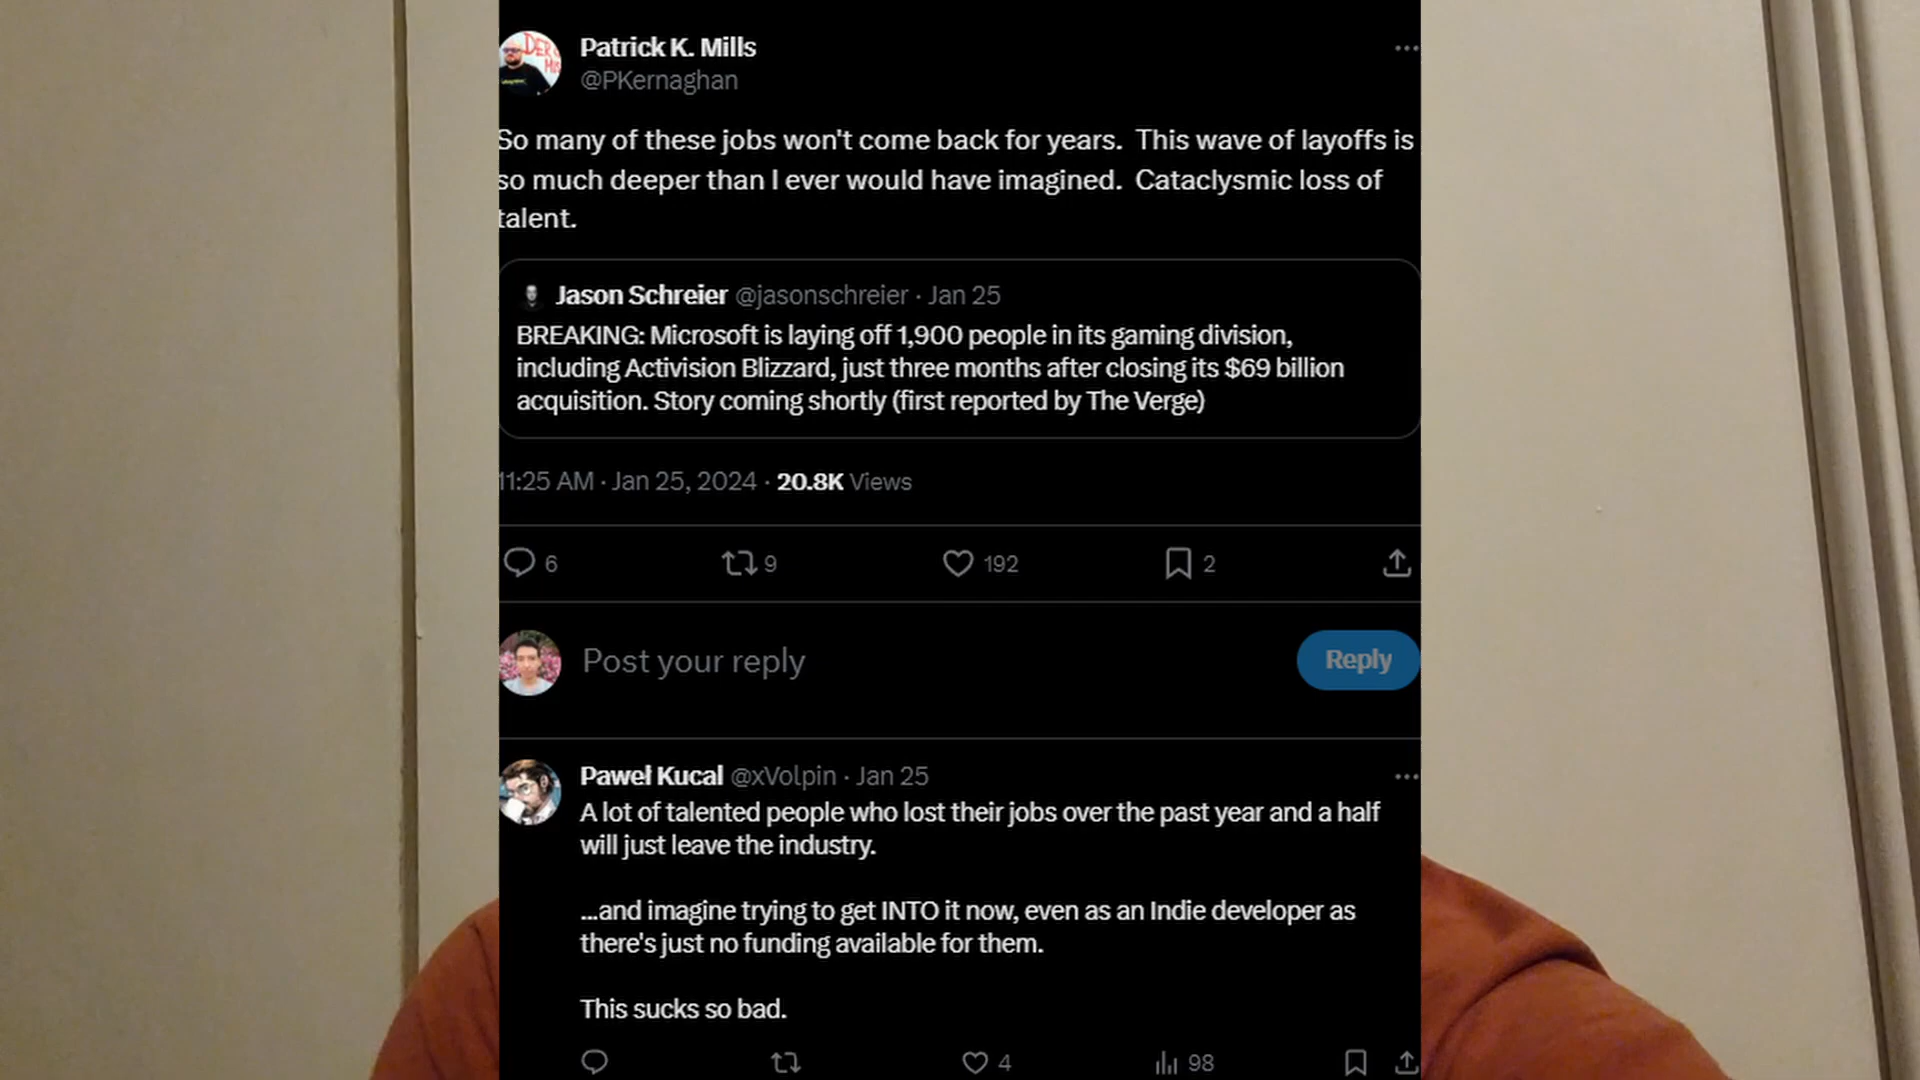 Patrick K. Mills
@PKernaghan
So many of these jobs won't come back for years. This wave of layoffs is
so much deeper than I ever would have imagined. Cataclysmic loss of
talent.
Jason Schreier @jasonschreier · Jan 25
BREAKING: Microsoft is laying off 1,900 people in its gaming division,
including Activision Blizzard, just three months after closing its $69 billion
acquisition. Story coming shortly (first reported by The Verge)
11:25 AM · Jan 25, 2024 · 20.8K Views
6 9 192 2
Post your reply
Reply
Paweł Kucal @xVolpin · Jan 25
A lot of talented people who lost their jobs over the past year and a half
will just leave the industry.
...and imagine trying to get INTO it now, even as an Indie developer as
there's just no funding available for them.
This sucks so bad.
4 98